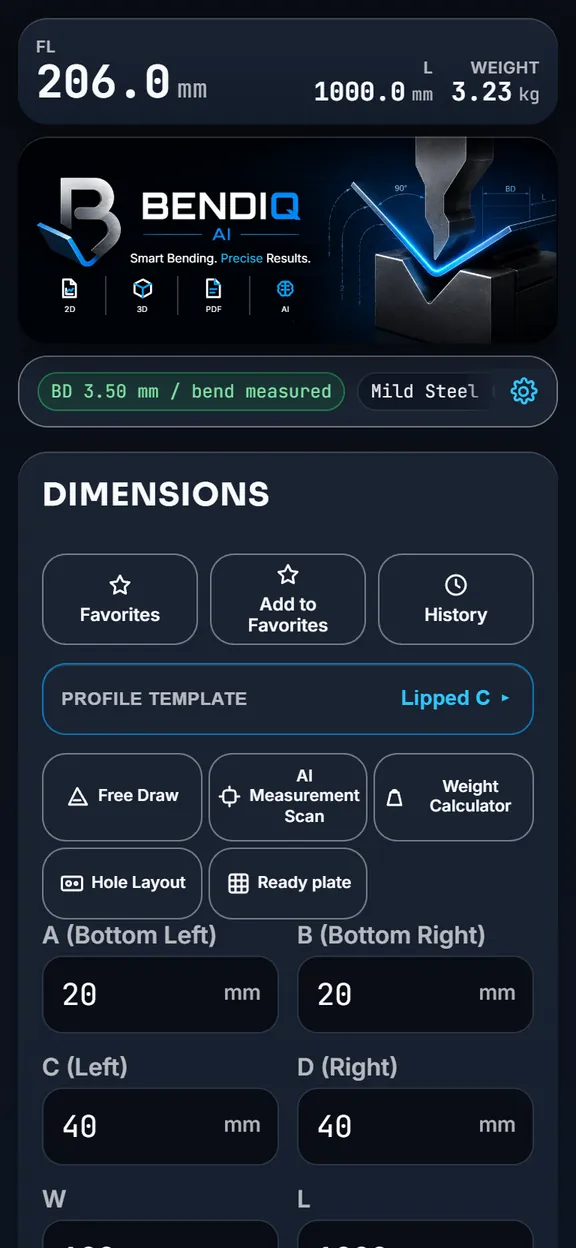 FL
206.0 mm
L
1000.0 mm
WEIGHT
3.23 kg
BENDIQ
AI
Smart Bending. Precise Results.
2D
3D
PDF
AI
90°
BD
L
BD 3.50 mm / bend measured
Mild Steel
DIMENSIONS
Favorites
Add to
Favorites
History
PROFILE TEMPLATE
Lipped C ▸
Free Draw
AI
Measurement
Scan
Weight
Calculator
Hole Layout
Ready plate
A (Bottom Left)
B (Bottom Right)
20 mm
20 mm
C (Left)
D (Right)
40 mm
40 mm
W
L